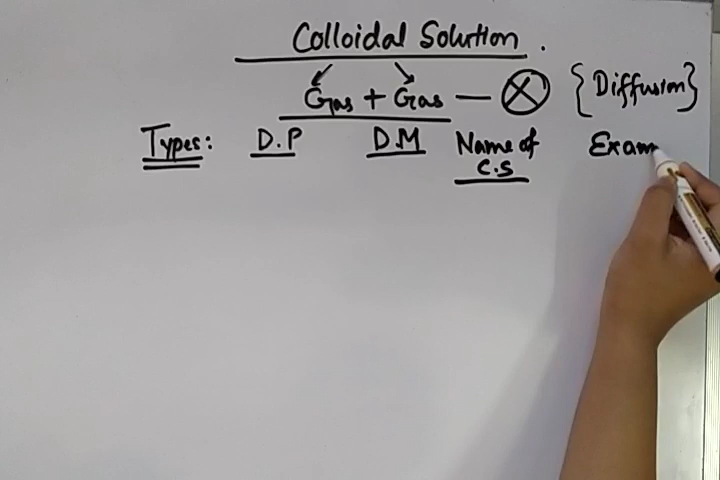 Colloidal Solution.
Gas + Gas — ⊗ {Diffusion}
Types: D.P D.M Name of C.S Exam